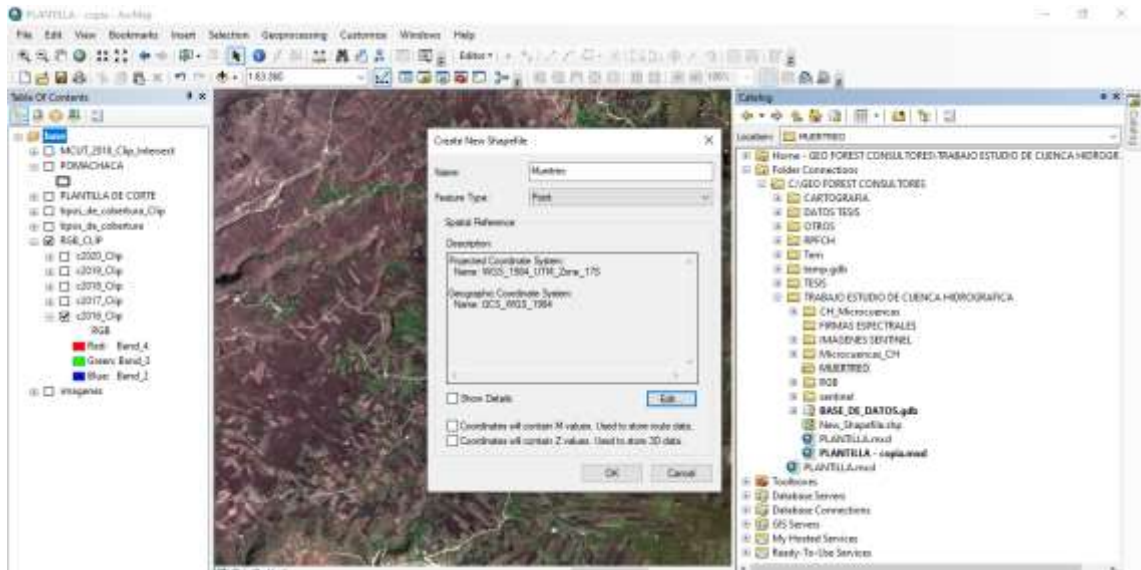 PLANTILLA - copia - ArcMap
File Edit View Bookmarks Insert Selection Geoprocessing Customize Windows Help
Editor
Table Of Contents
base
MCUT_2018_Clip_Intersect
POMACHACA
PLANTILLA DE CORTE
tipos_de_cobertura_Clip
tipos_de_cobertura
RGB_CLIP
c2020_Clip
c2019_Clip
c2018_Clip
c2017_Clip
c2016_Clip
RGB
Red: Band_4
Green: Band_3
Blue: Band_2
imagenes
Create New Shapefile
Name:
Feature Type:
Point
Spatial Reference
Description:
Projected Coordinate System:
Name: WGS_1984_UTM_Zone_17S
Geographic Coordinate System:
Name: GCS_WGS_1984
Show Details
Edit...
Coordinates will contain M values. Used to store route data.
Coordinates will contain Z values. Used to store 3D data.
OK
Cancel
Catalog
Location: MUERTREO
Home - GEO FOREST CONSULTORES\TRABAJO ESTUDIO DE CUENCA HIDROGR
Folder Connections
C:\GEO FOREST CONSULTORES
CARTOGRAFIA
DATOS TESIS
OTROS
RPFCH
Tem
temp.gdb
TESIS
TRABAJO ESTUDIO DE CUENCA HIDROGRAFICA
CH_Microcuencas
FIRMAS ESPECTRALES
IMAGENES SENTINEL
Microcuencas_CH
MUERTREO
RGB
sentinel
BASE_DE_DATOS.gdb
New_Shapefile.shp
PLANTILLA.mxd
PLANTILLA - copia.mxd
PLANTILLA.mxd
Toolboxes
Database Servers
Database Connections
GIS Servers
My Hosted Services
Ready-To-Use Services
Catalog